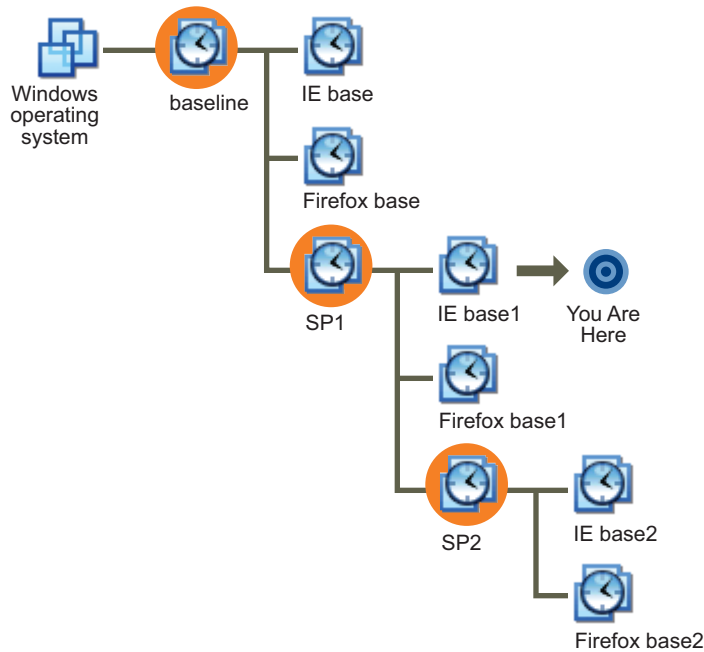 Windows
operating
system
baseline
IE base
Firefox base
SP1
IE base1
You Are
Here
Firefox base1
SP2
IE base2
Firefox base2